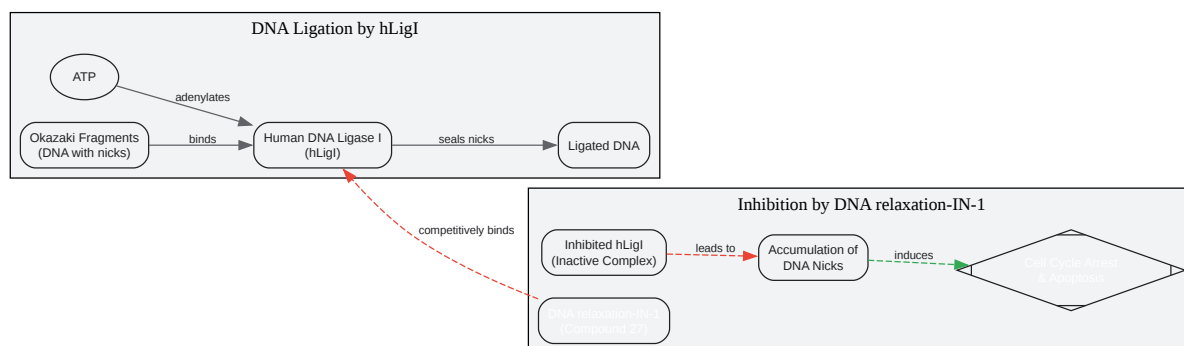 DNA Ligation by hLigI
ATP
adenylates
Okazaki Fragments
(DNA with nicks)
binds
Human DNA Ligase I
(hLigI)
seals nicks
Ligated DNA
competitively binds
Inhibition by DNA relaxation-IN-1
Inhibited hLigI
(Inactive Complex)
leads to
Accumulation of
DNA Nicks
induces
Cell Cycle Arrest
& Apoptosis
DNA relaxation-IN-1
(Compound 27)